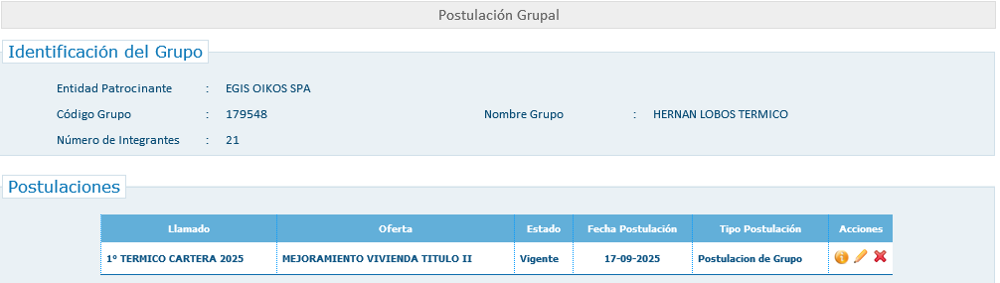 Postulación Grupal
Identificación del Grupo
Entidad Patrocinante : EGIS OIKOS SPA
Código Grupo : 179548 Nombre Grupo : HERNAN LOBOS TERMICO
Número de Integrantes : 21
Postulaciones
Llamado Oferta Estado Fecha Postulación Tipo Postulación Acciones
1º TERMICO CARTERA 2025 MEJORAMIENTO VIVIENDA TITULO II Vigente 17-09-2025 Postulacion de Grupo